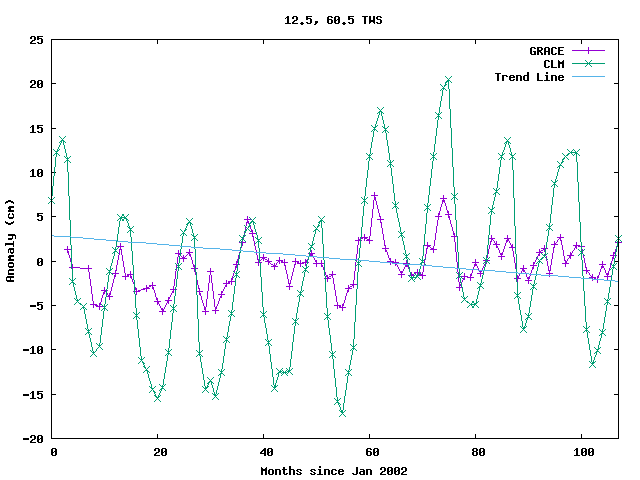 12.5, 60.5 TWS
GRACE
CLM
Trend Line
Anomaly (cm)
25
20
15
10
5
0
-5
-10
-15
-20
0 20 40 60 80 100
Months since Jan 2002